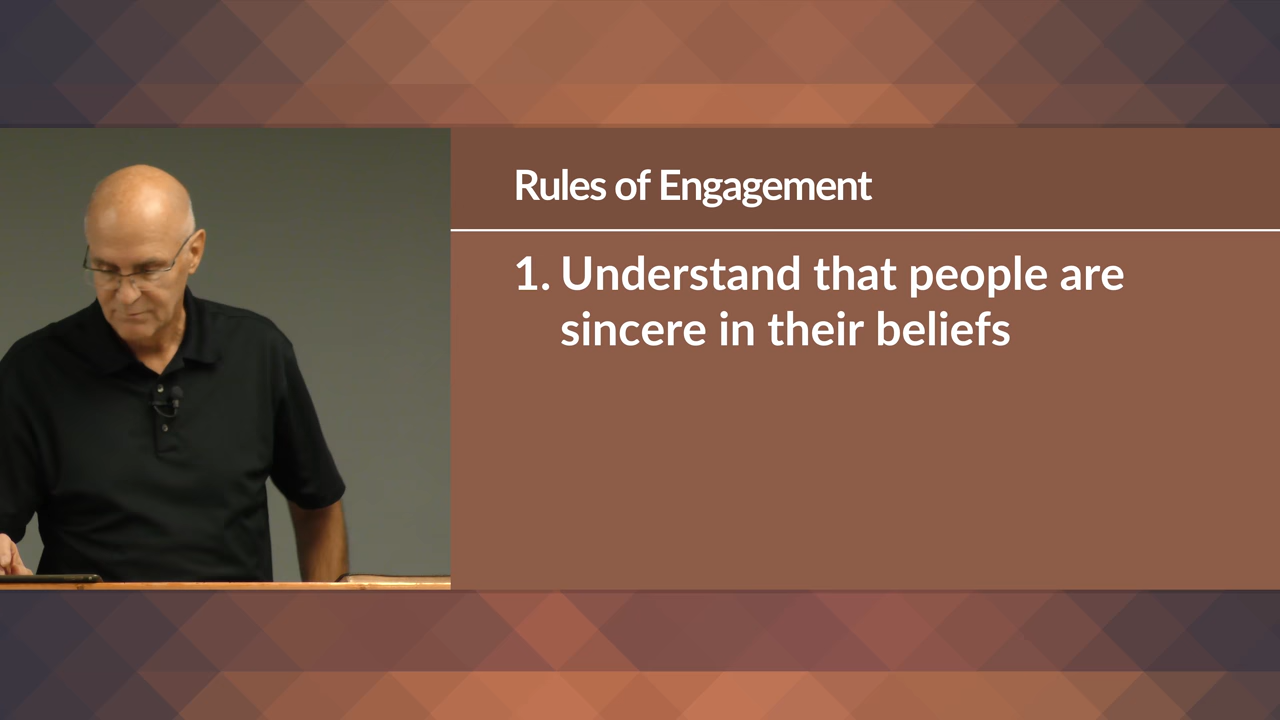 Rules of Engagement
1. Understand that people are
sincere in their beliefs